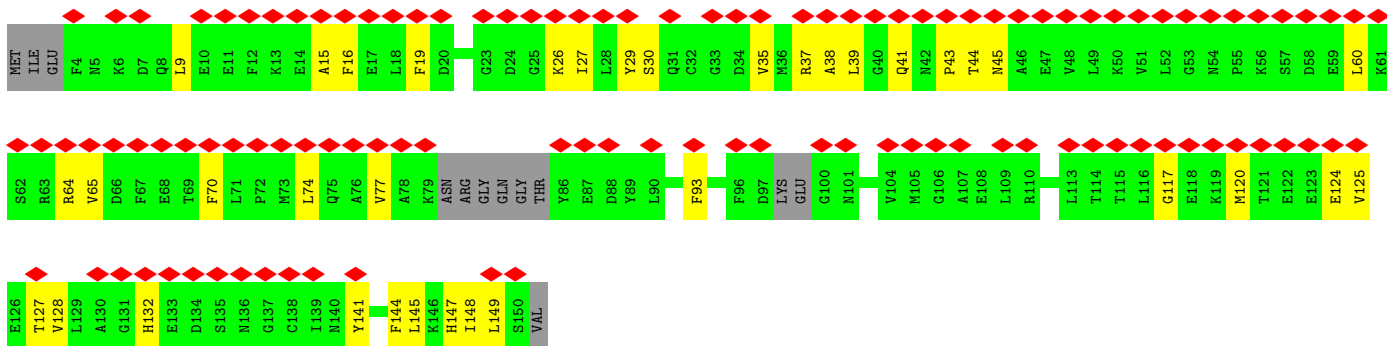 MET ILE GLU F4 N5 K6 D7 Q8 L9 E10 E11 F12 K13 E14 A15 F16 E17 L18 F19 D20 G23 D24 G25 K26 I27 L28 Y29 S30 Q31 C32 G33 D34 V35 M36 R37 A38 L39 G40 Q41 N42 P43 T44 N45 A46 E47 V48 L49 K50 V51 L52 G53 N54 P55 K56 S57 D58 E59 L60 K61
S62 R63 R64 V65 D66 F67 E68 T69 F70 L71 P72 M73 L74 Q75 A76 V77 A78 K79 ASN ARG GLY GLN GLY THR Y86 E87 D88 Y89 L90 F93 F96 D97 LYS GLU G100 N101 V104 M105 G106 A107 E108 L109 R110 L113 T114 T115 L116 G117 E118 K119 M120 T121 E122 E123 E124 V125
E126 T127 V128 L129 A130 G131 H132 E133 D134 S135 N136 G137 C138 I139 N140 Y141 F144 L145 K146 H147 I148 L149 S150 VAL